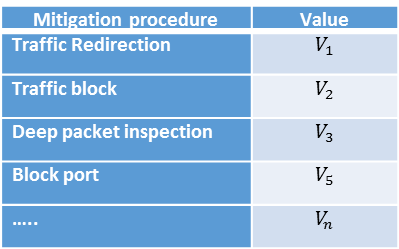 Mitigation procedure Value
Traffic Redirection V₁
Traffic block V₂
Deep packet inspection V₃
Block port V₅
..... Vₙ